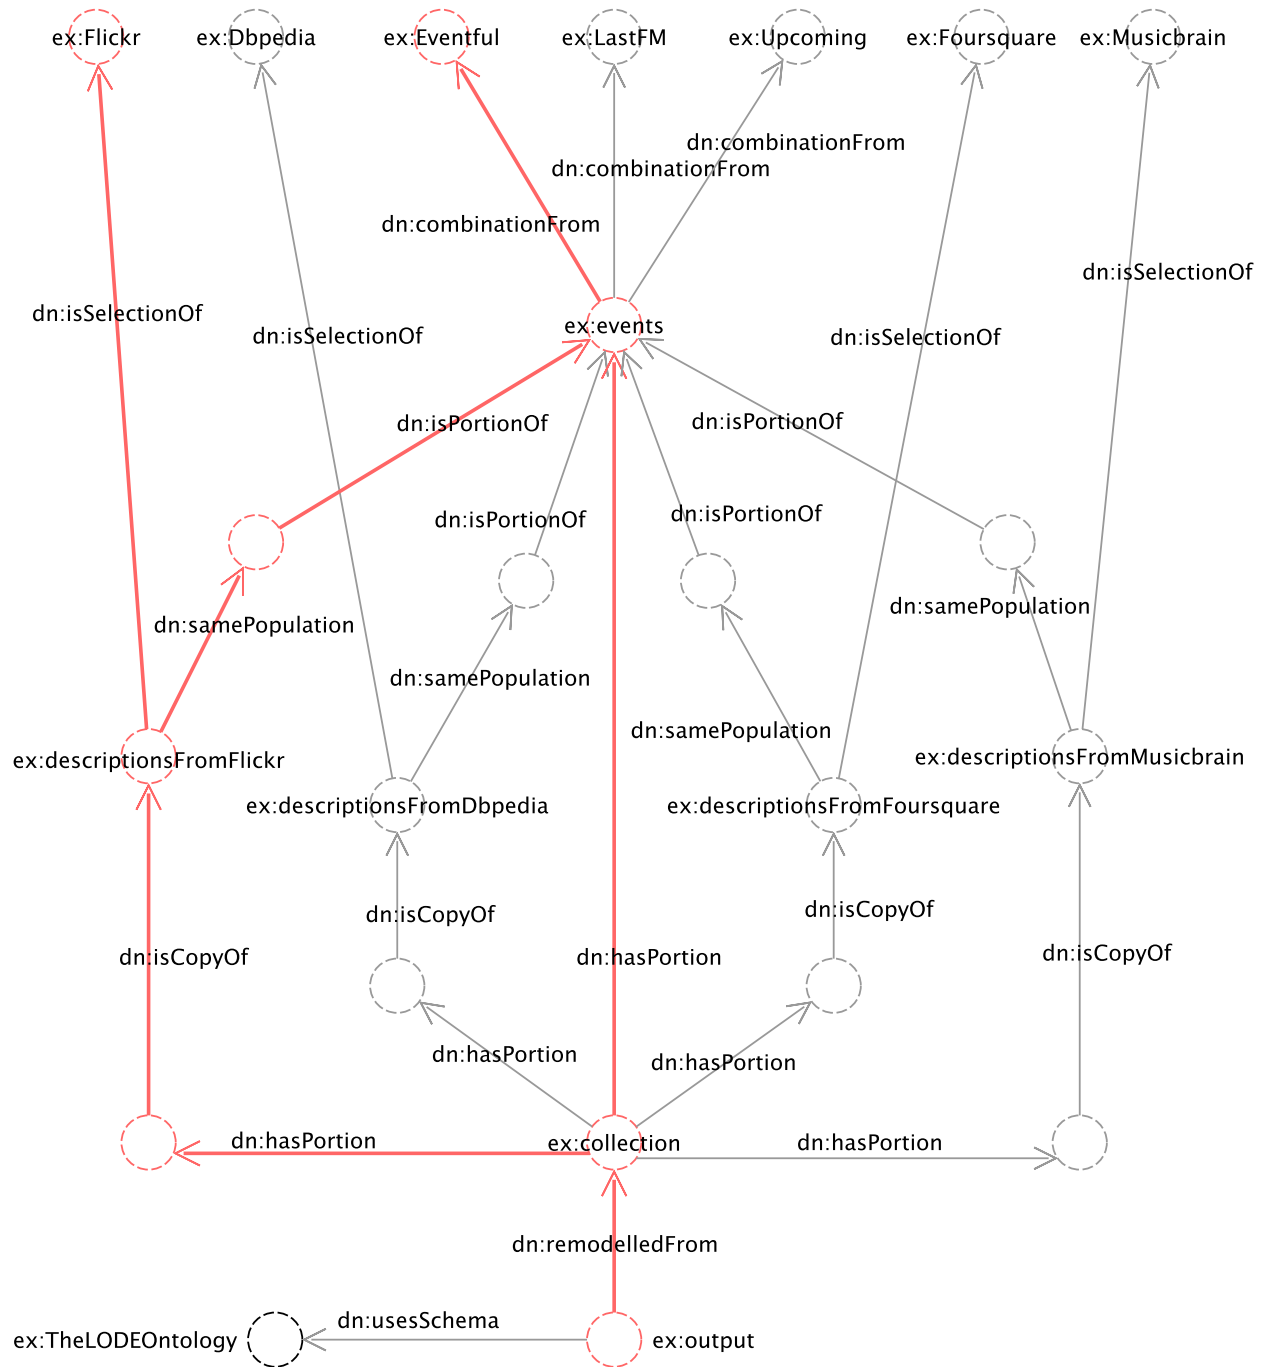 ex:Flickr
ex:Dbpedia
ex:Eventful
ex:LastFM
ex:Upcoming
ex:Foursquare
ex:Musicbrain
dn:combinationFrom
dn:combinationFrom
dn:combinationFrom
dn:isSelectionOf
dn:isSelectionOf
ex:events
dn:isSelectionOf
dn:isSelectionOf
dn:isPortionOf
dn:isPortionOf
dn:isPortionOf
dn:isPortionOf
dn:samePopulation
dn:samePopulation
dn:samePopulation
dn:samePopulation
ex:descriptionsFromFlickr
ex:descriptionsFromMusicbrain
ex:descriptionsFromDbpedia
ex:descriptionsFromFoursquare
dn:isCopyOf
dn:isCopyOf
dn:isCopyOf
dn:hasPortion
dn:isCopyOf
dn:hasPortion
dn:hasPortion
dn:hasPortion
ex:collection
dn:hasPortion
dn:remodelledFrom
dn:usesSchema
ex:TheLODEOntology
ex:output